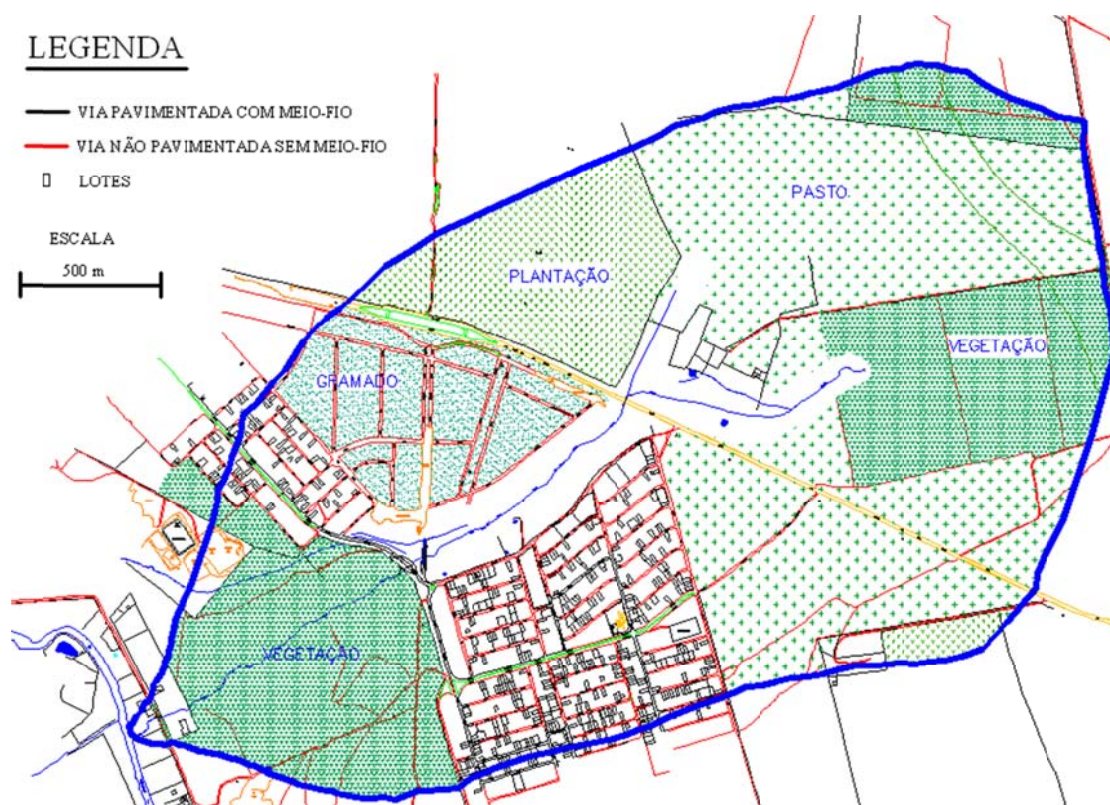 LEGENDA
VIA PAVIMENTADA COM MEIO-FIO
VIA NÃO PAVIMENTADA SEM MEIO-FIO
LOTES
ESCALA
500 m
PASTO
PLANTAÇÃO
VEGETAÇÃO
GRAMADO
VEGETAÇÃO